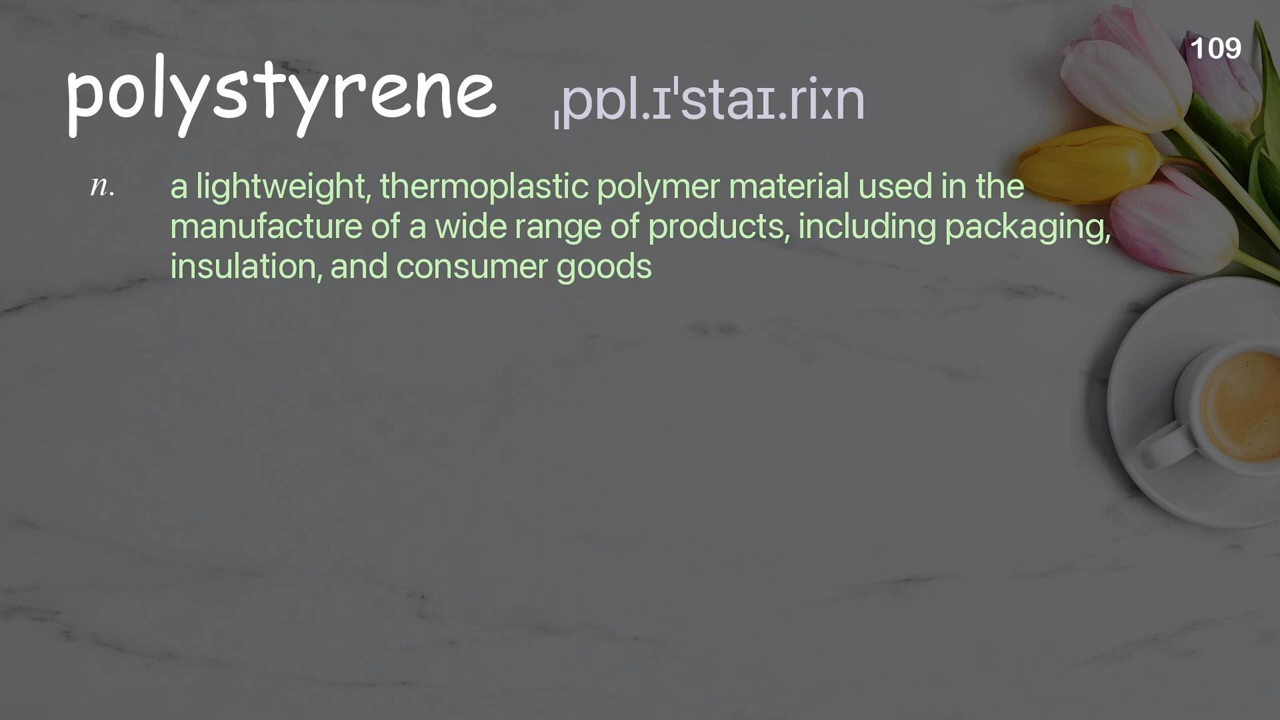 109
polystyrene ˌpɒl.ɪˈstaɪ.riːn
n. a lightweight, thermoplastic polymer material used in the
manufacture of a wide range of products, including packaging,
insulation, and consumer goods